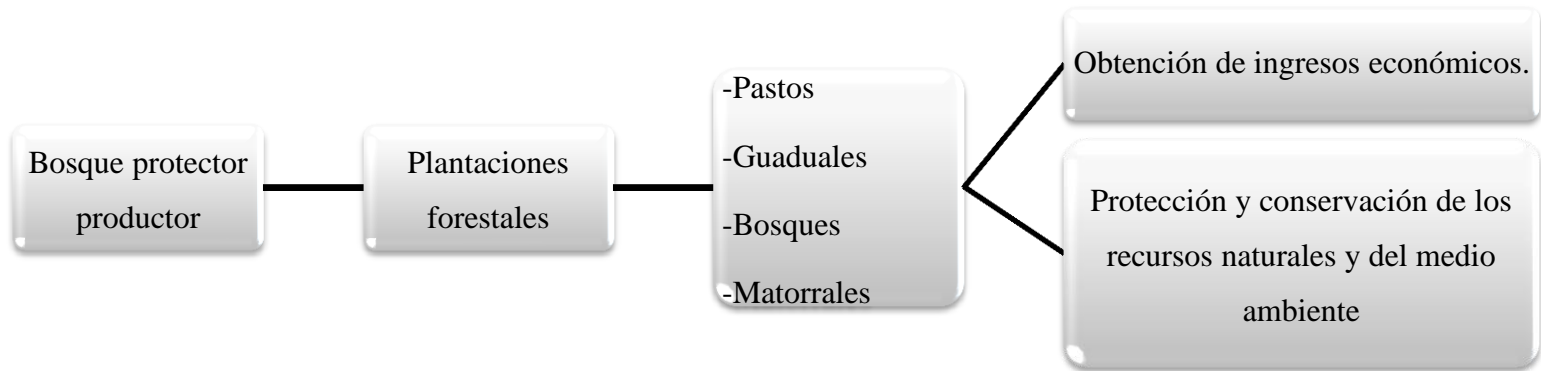 Bosque protector
productor
Plantaciones
forestales
-Pastos
-Guaduales
-Bosques
-Matorrales
Obtención de ingresos económicos.
Protección y conservación de los
recursos naturales y del medio
ambiente